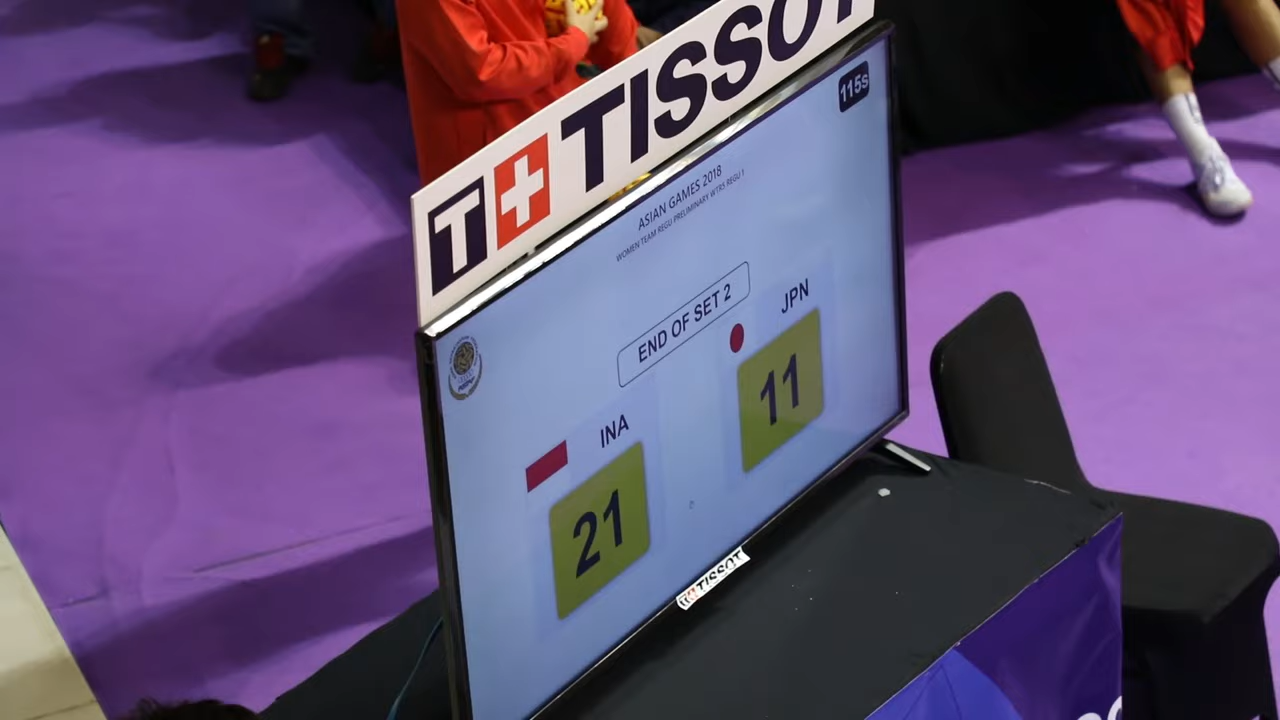 T+ TISSOT
115s
ASIAN GAMES 2018
WOMEN TEAM REGU PRELIMINARY WTR5 REGU 1
END OF SET 2
JPN
11
INA
21
TISSOT